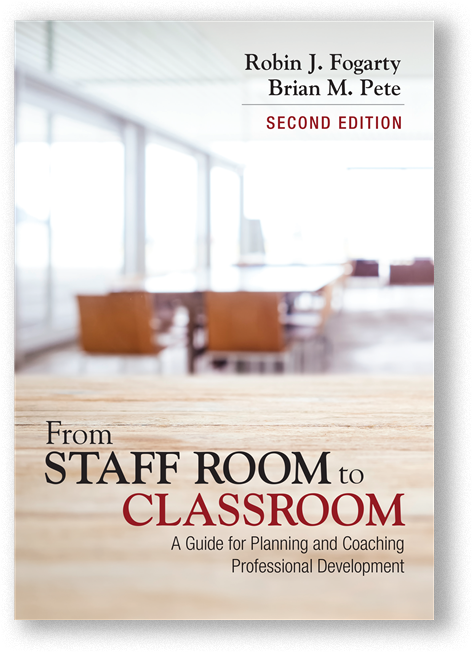 Robin J. Fogarty
Brian M. Pete
SECOND EDITION
From
STAFF ROOM to
CLASSROOM
A Guide for Planning and Coaching
Professional Development